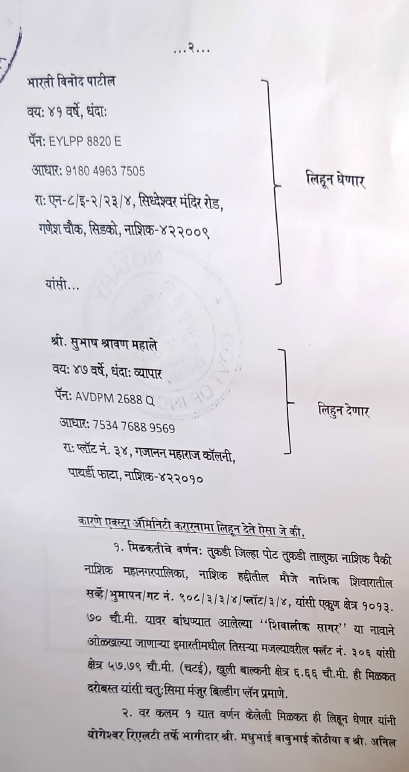 ...२...
भारती विनोद पाटील
वय: ४१ वर्षे, धंदा:
पॅन: EYLPP 8820 E
आधार: 9180 4963 7505
रा: एन-८/इ-२/२३/४, सिध्देश्वर मंदिर रोड,
गणेश चौक, सिडको, नाशिक-४२२००९
लिहून घेणार
यांसी...
श्री. सुभाष श्रावण महाले
वय: ४७ वर्षे, धंदा: व्यापार
पॅन: AVDPM 2688 Q
आधार: 7534 7688 9569
रा: प्लॉट नं. ३४, गजानन महाराज कॉलनी,
पाथर्डी फाटा, नाशिक-४२२०१०
लिहुन देणार
कारणे एक्स्ट्रा ॲमिनिटी करारनामा लिहून देते ऐसा जे की,
१. मिळकतीचे वर्णन: तुकडी जिल्हा पोट तुकडी तालुका नाशिक पैकी
नाशिक महानगरपालिका, नाशिक हद्दीतील मौजे नाशिक शिवारातील
सर्व्हे/भुमापन/गट नं. ९०८/३/३/४/प्लॉट/३/४, यांसी एकुण क्षेत्र १०१३.
७० चौ.मी. यावर बांधण्यात आलेल्या "शिवालीक सागर" या नावाने
ओळखल्या जाणाऱ्या इमारतीमधील तिसऱ्या मजल्यावरील फ्लॅट नं. ३०६ यांसी
क्षेत्र ५७.७९ चौ.मी. (चटई), खुली बाल्कनी क्षेत्र ६.६६ चौ.मी. ही मिळकत
दरोबस्त यांसी चतु:सिमा मंजुर बिल्डींग प्लॅन प्रमाणे.
२. वर कलम १ यात वर्णन केलेली मिळकत ही लिहून घेणार यांनी
योगेश्वर रिएलटी तर्फे भागीदार श्री. मधुभाई बाबुभाई कोठीया व श्री. अनिल